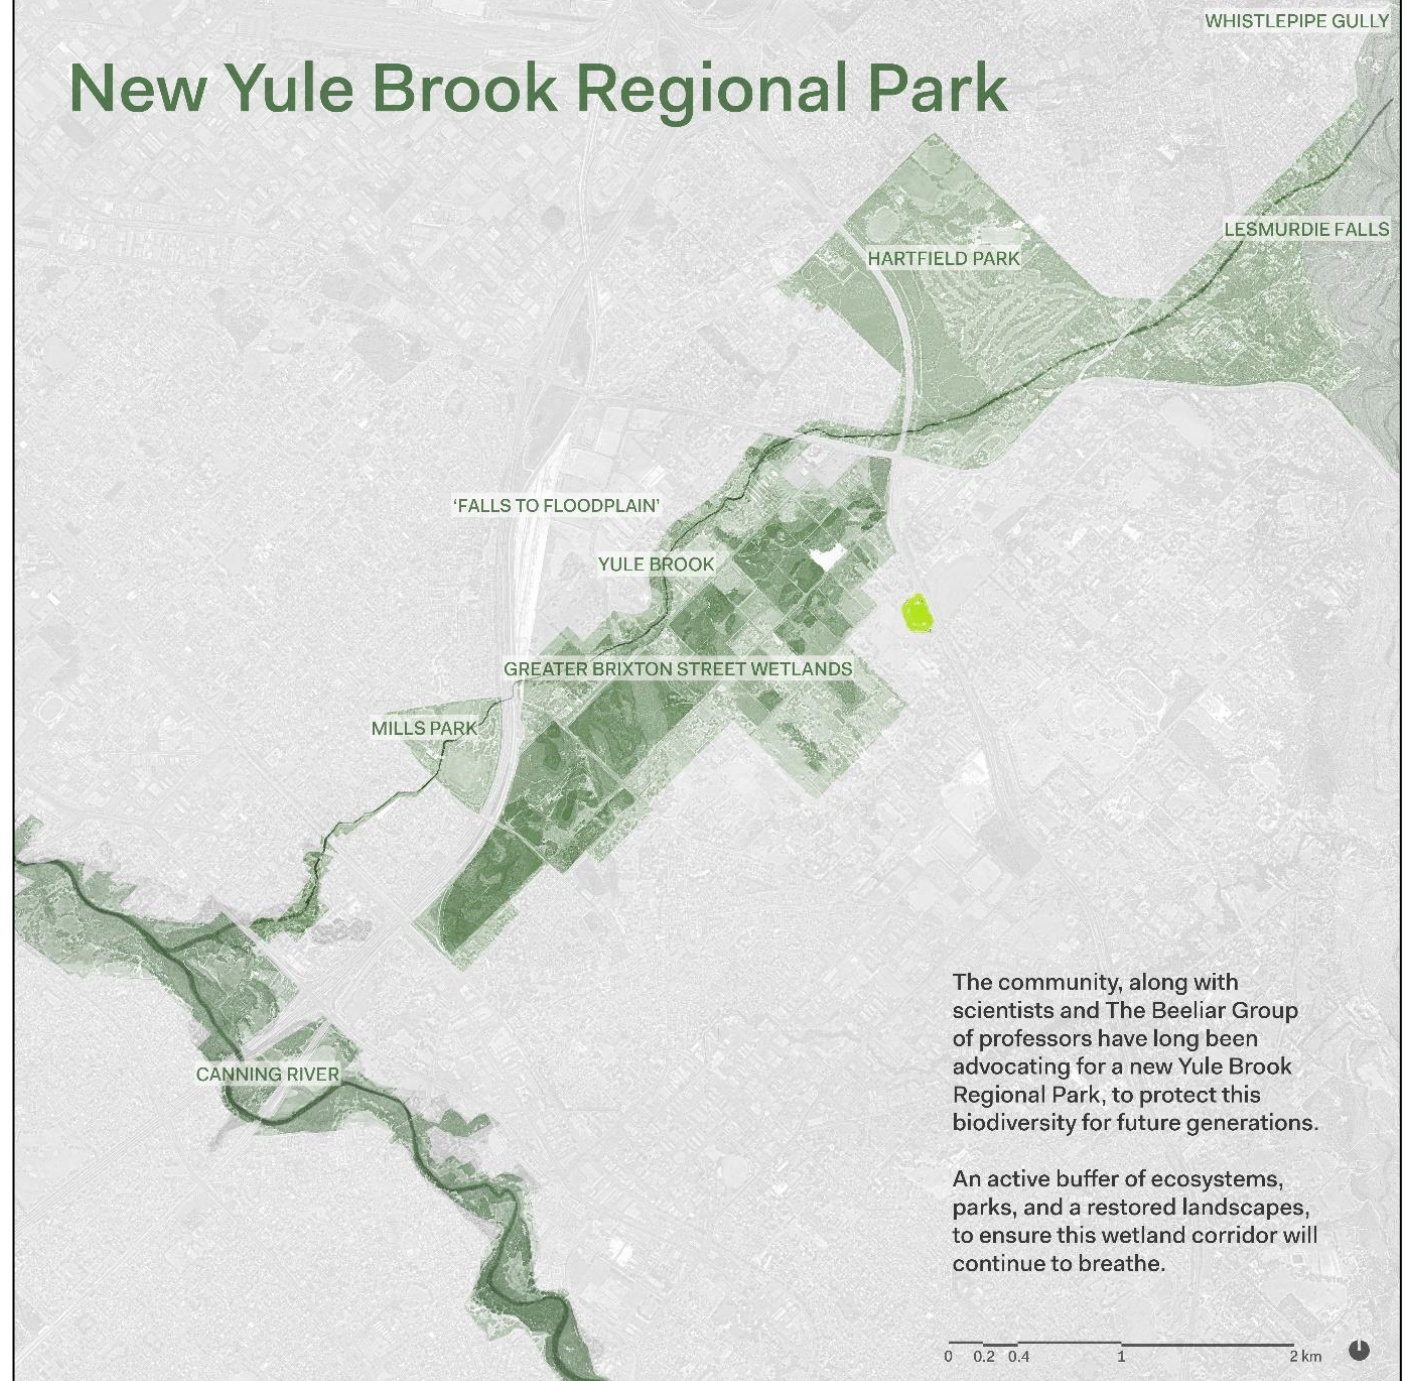 WHISTLEPIPE GULLY
New Yule Brook Regional Park
LESMURDIE FALLS
HARTFIELD PARK
‘FALLS TO FLOODPLAIN’
YULE BROOK
GREATER BRIXTON STREET WETLANDS
MILLS PARK
CANNING RIVER
The community, along with
scientists and The Beeliar Group
of professors have long been
advocating for a new Yule Brook
Regional Park, to protect this
biodiversity for future generations.
An active buffer of ecosystems,
parks, and a restored landscapes,
to ensure this wetland corridor will
continue to breathe.
0 0.2 0.4 1 2 km